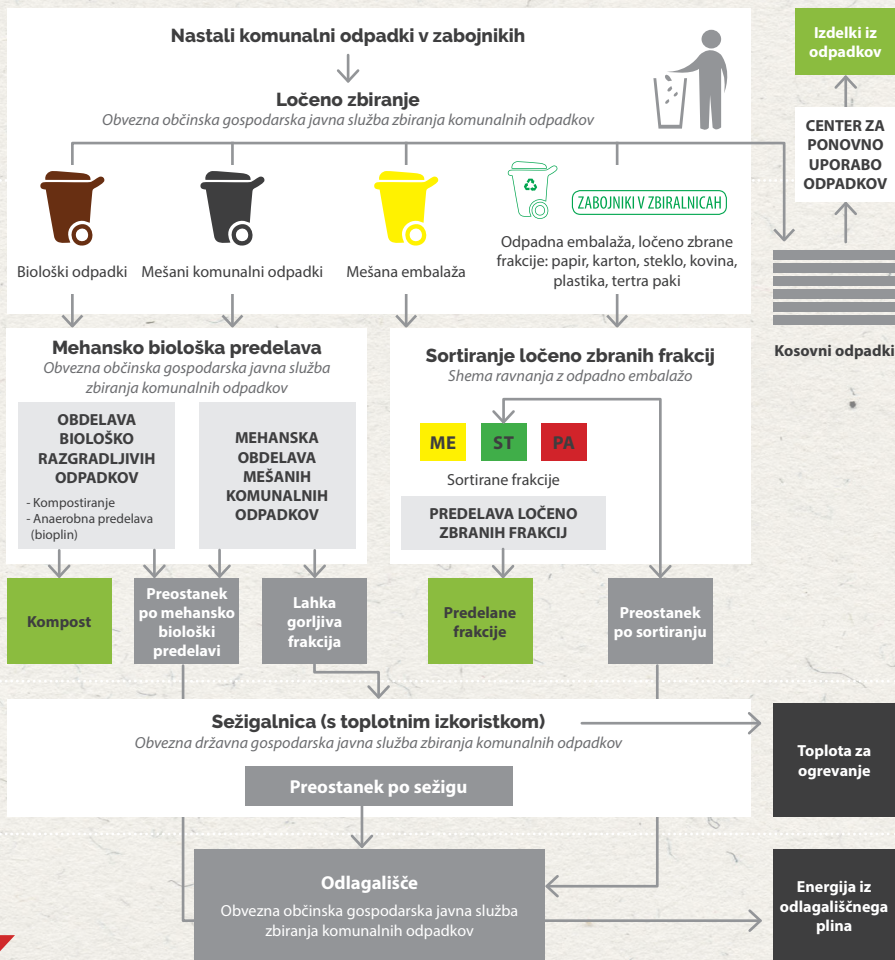 Nastali komunalni odpadki v zabojnikih
Ločeno zbiranje
Obvezna občinska gospodarska javna služba zbiranja komunalnih odpadkov
Izdelki iz
odpadkov
CENTER ZA
PONOVNO
UPORABO
ODPADKOV
Kosovni odpadki
Biološki odpadki
Mešani komunalni odpadki
Mešana embalaža
ZABOJNIKI V ZBIRALNICAH
Odpadna embalaža, ločeno zbrane
frakcije: papir, karton, steklo, kovina,
plastika, tertra paki
Mehansko biološka predelava
Obvezna občinska gospodarska javna služba
zbiranja komunalnih odpadkov
OBDELAVA
BIOLOŠKO
RAZGRADLJIVIH
ODPADKOV
- Kompostiranje
- Anaerobna predelava
(bioplin)
MEHANSKA
OBDELAVA
MEŠANIH
KOMUNALNIH
ODPADKOV
Sortiranje ločeno zbranih frakcij
Shema ravnanja z odpadno embalažo
ME
ST
PA
Sortirane frakcije
PREDELAVA LOČENO
ZBRANIH FRAKCIJ
Kompost
Preostanek
po mehansko
biološki
predelavi
Lahka
gorljiva
frakcija
Predelane
frakcije
Preostanek
po sortiranju
Sežigalnica (s toplotnim izkoristkom)
Obvezna državna gospodarska javna služba zbiranja komunalnih odpadkov
Preostanek po sežigu
Toplota za
ogrevanje
Odlagališče
Obvezna občinska gospodarska javna služba
zbiranja komunalnih odpadkov
Energija iz
odlagališčnega
plina